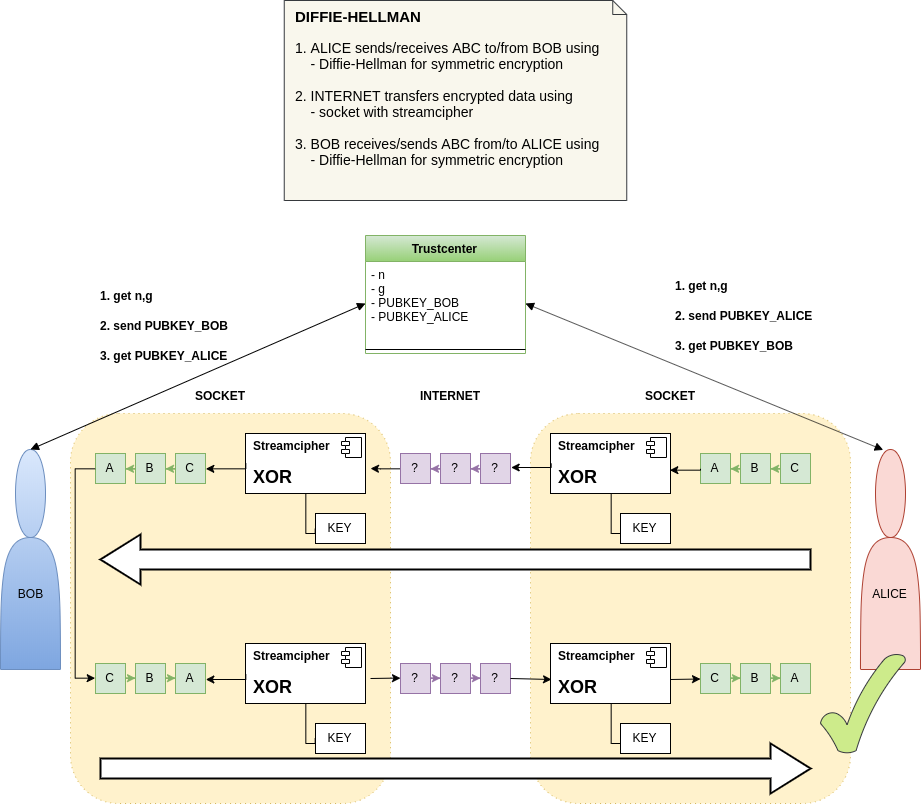 DIFFIE-HELLMAN
1. ALICE sends/receives ABC to/from BOB using
- Diffie-Hellman for symmetric encryption
2. INTERNET transfers encrypted data using
- socket with streamcipher
3. BOB receives/sends ABC from/to ALICE using
- Diffie-Hellman for symmetric encryption
Trustcenter
- n
- g
- PUBKEY_BOB
- PUBKEY_ALICE
1. get n,g
2. send PUBKEY_BOB
3. get PUBKEY_ALICE
1. get n,g
2. send PUBKEY_ALICE
3. get PUBKEY_BOB
SOCKET INTERNET SOCKET
A B C
Streamcipher
XOR
KEY
? ? ?
Streamcipher
XOR
KEY
A B C
BOB
ALICE
C B A
Streamcipher
XOR
KEY
? ? ?
Streamcipher
XOR
KEY
C B A